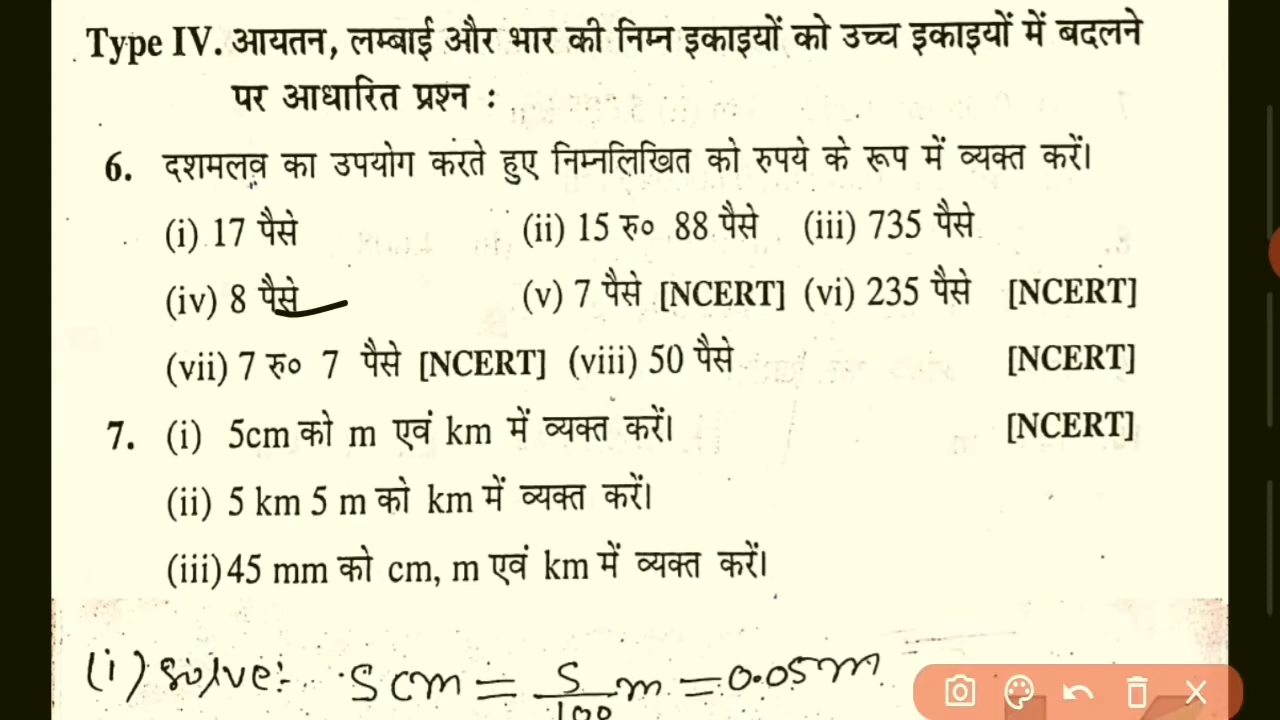 Type IV. आयतन, लम्बाई और भार की निम्न इकाइयों को उच्च इकाइयों में बदलने
पर आधारित प्रश्न :
6. दशमलव का उपयोग करते हुए निम्नलिखित को रुपये के रूप में व्यक्त करें।
(i) 17 पैसे (ii) 15 रु० 88 पैसे (iii) 735 पैसे
(iv) 8 पैसे (v) 7 पैसे [NCERT] (vi) 235 पैसे [NCERT]
(vii) 7 रु० 7 पैसे [NCERT] (viii) 50 पैसे [NCERT]
7. (i) 5cm को m एवं km में व्यक्त करें। [NCERT]
(ii) 5 km 5 m को km में व्यक्त करें।
(iii) 45 mm को cm, m एवं km में व्यक्त करें।
(i) solve:- 5 cm = 5/100 m = 0.05 m